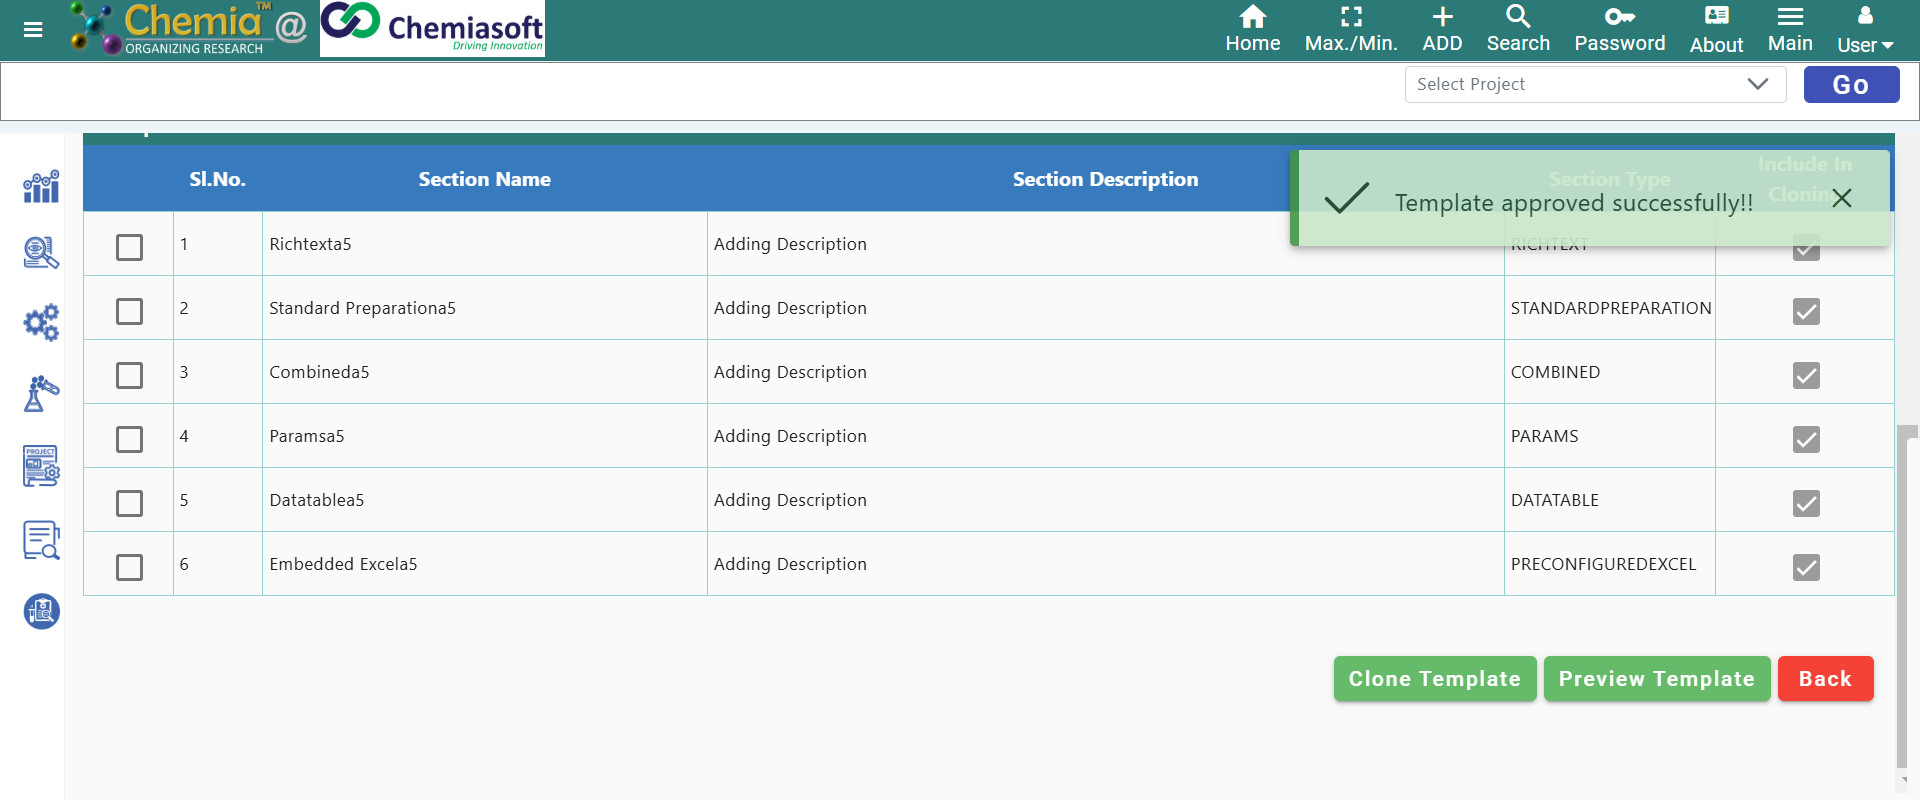 Chemia™ @ Chemiasoft
ORGANIZING RESEARCH
Driving Innovation
Home Max./Min. ADD Search Password About Main User
Select Project Go
Sl.No. Section Name Section Description Section Type Include In Cloning
Template approved successfully!!
1 Richtexta5 Adding Description RICHTEXT
2 Standard Preparationa5 Adding Description STANDARDPREPARATION
3 Combineda5 Adding Description COMBINED
4 Paramsa5 Adding Description PARAMS
5 Datatablea5 Adding Description DATATABLE
6 Embedded Excela5 Adding Description PRECONFIGUREDEXCEL
PROJECT
Clone Template Preview Template Back